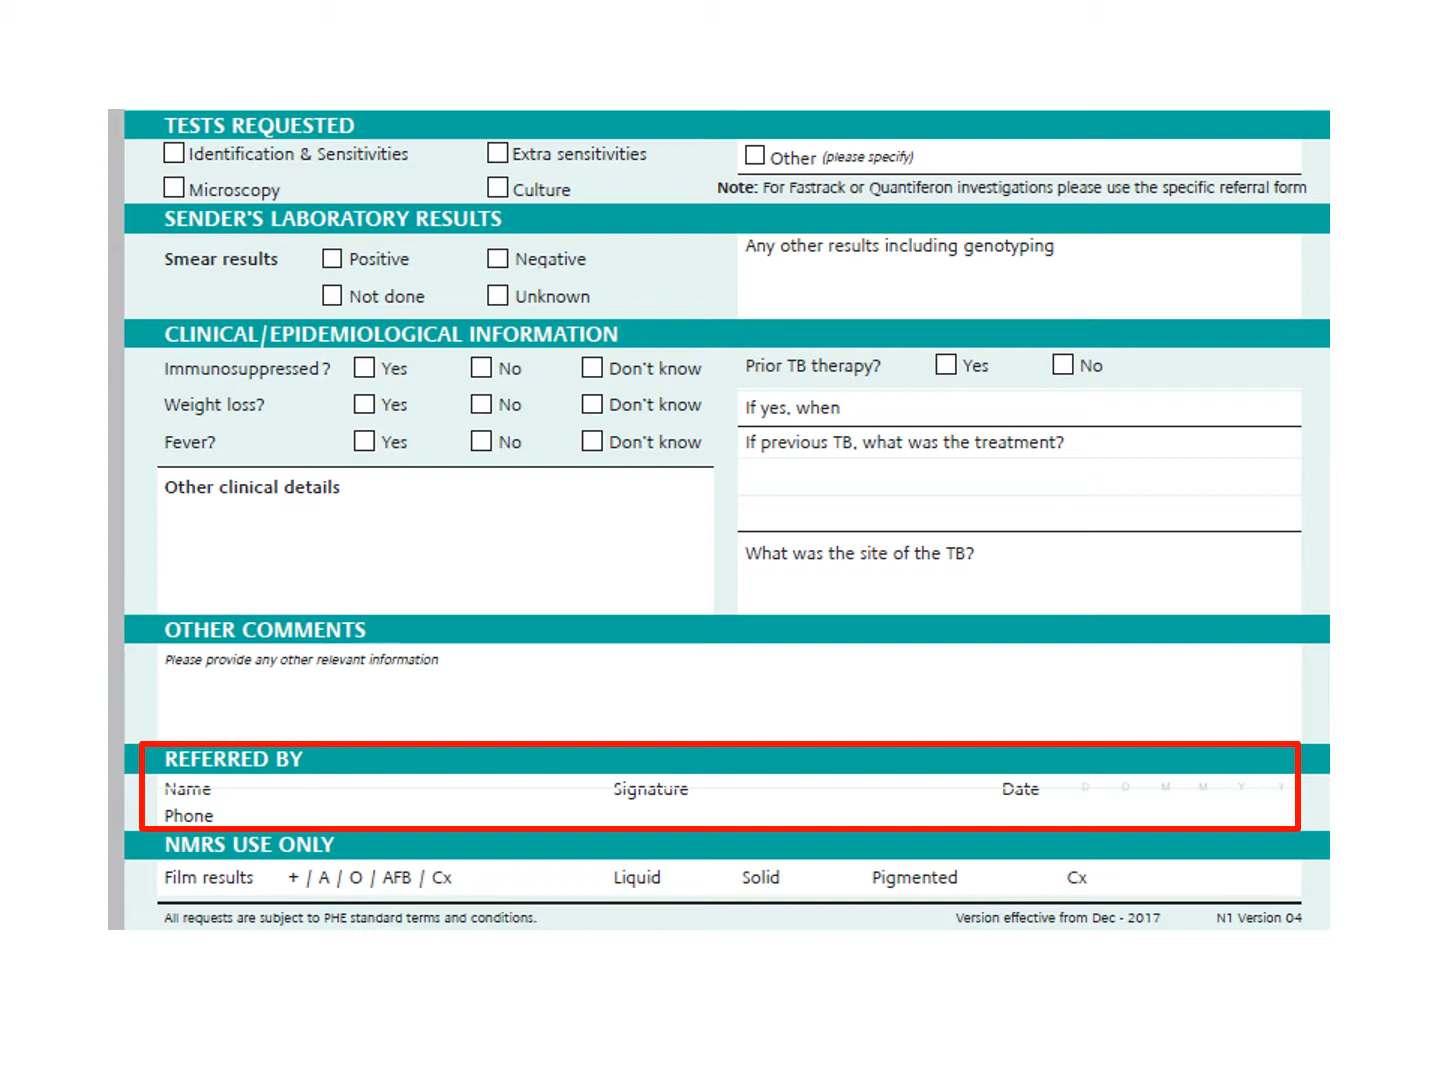 TESTS REQUESTED
Identification & Sensitivities Extra sensitivities Other (please specify)
Microscopy Culture Note: For Fastrack or Quantiferon investigations please use the specific referral form
SENDER'S LABORATORY RESULTS
Smear results Positive Negative Any other results including genotyping
Not done Unknown
CLINICAL/EPIDEMIOLOGICAL INFORMATION
Immunosuppressed? Yes No Don't know Prior TB therapy? Yes No
Weight loss? Yes No Don't know If yes, when
Fever? Yes No Don't know If previous TB, what was the treatment?
Other clinical details
What was the site of the TB?
OTHER COMMENTS
Please provide any other relevant information
REFERRED BY
Name Signature Date D D M M Y Y
Phone
NMRS USE ONLY
Film results + / A / O / AFB / Cx Liquid Solid Pigmented Cx
All requests are subject to PHE standard terms and conditions. Version effective from Dec - 2017 N1 Version 04